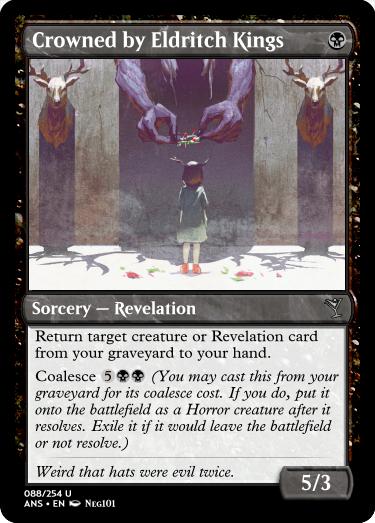 Crowned by Eldritch Kings
Sorcery — Revelation
Return target creature or Revelation card
from your graveyard to your hand.
Coalesce 5 (You may cast this from your
graveyard for its coalesce cost. If you do, put it
onto the battlefield as a Horror creature after it
resolves. Exile it if it would leave the battlefield
or not resolve.)
Weird that hats were evil twice.
5/3
088/254 U
ANS • EN NEG101